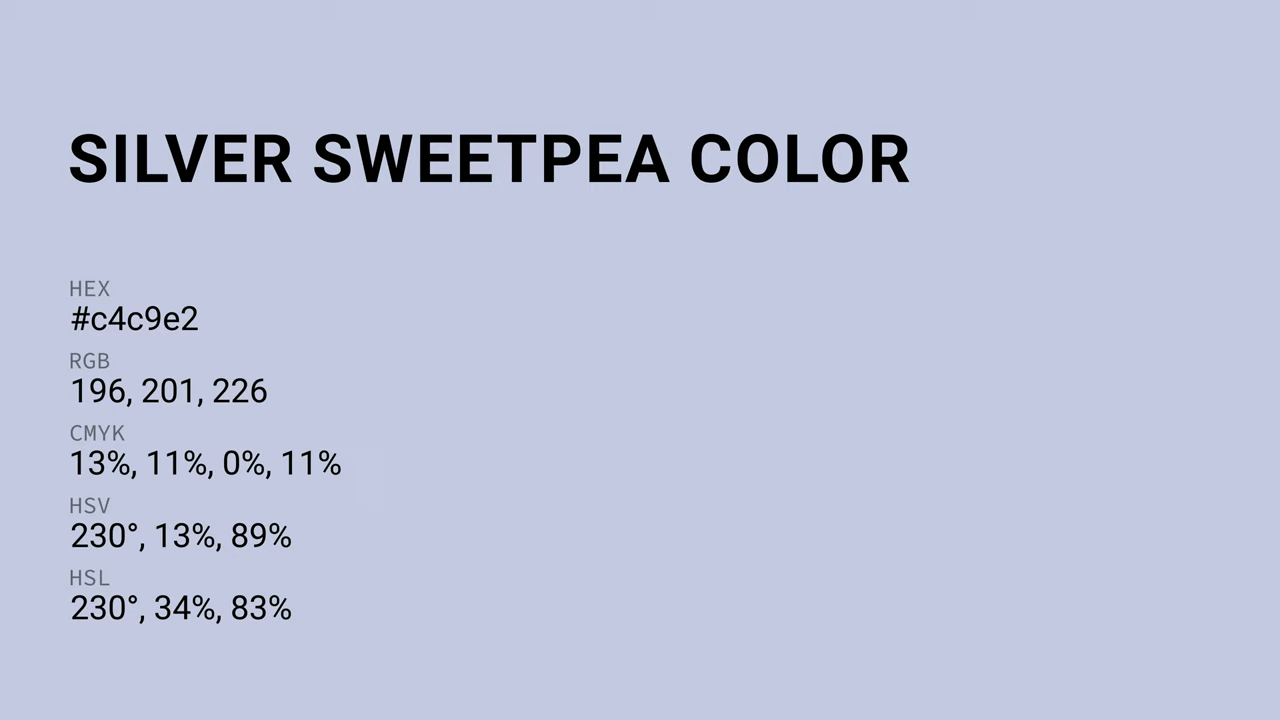 SILVER SWEETPEA COLOR
HEX
#c4c9e2
RGB
196, 201, 226
CMYK
13%, 11%, 0%, 11%
HSV
230°, 13%, 89%
HSL
230°, 34%, 83%